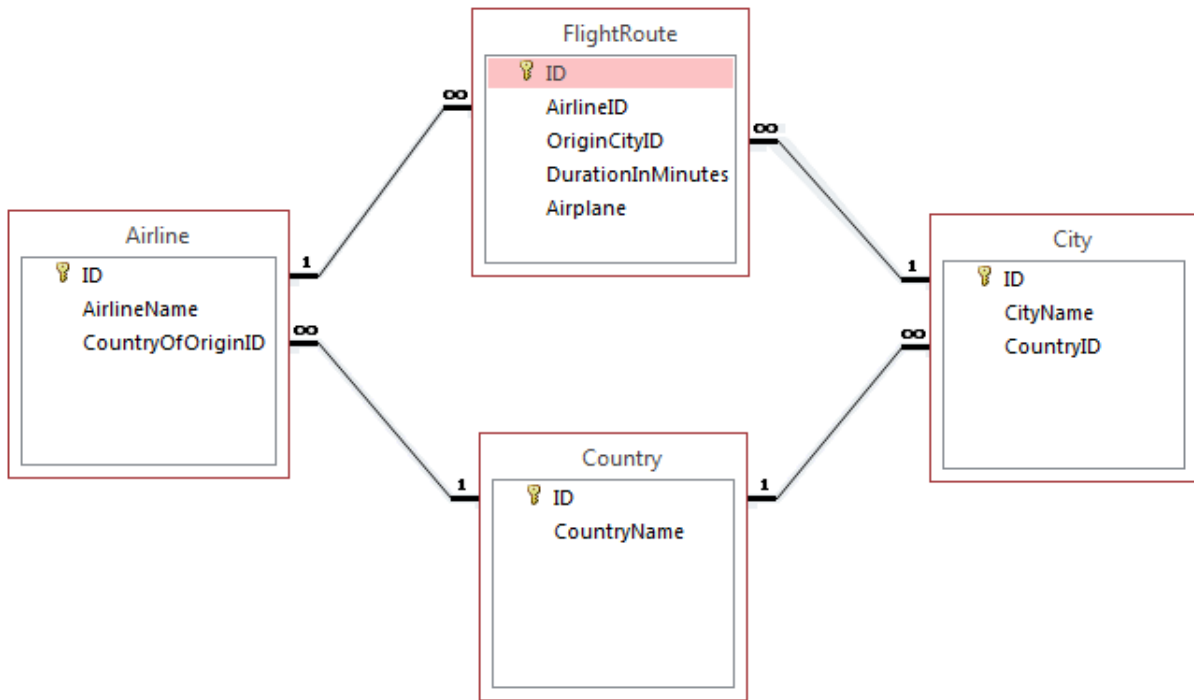 FlightRoute
ID
AirlineID
OriginCityID
DurationInMinutes
Airplane
∞
∞
Airline
ID
AirlineName
CountryOfOriginID
1
∞
City
ID
CityName
CountryID
1
∞
Country
ID
CountryName
1
1